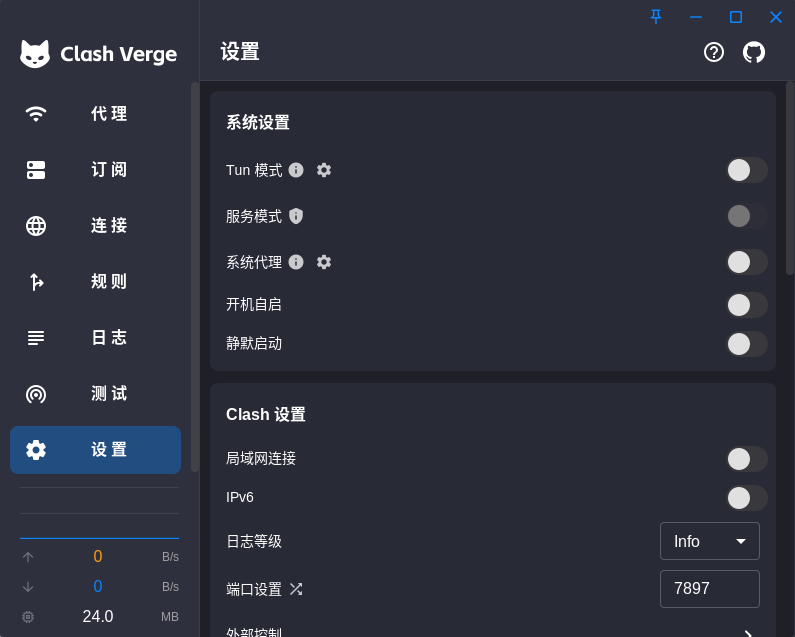 Clash Verge
设置
代理
订阅
连接
规则
日志
测试
设置
0 B/s
0 B/s
24.0 MB
系统设置
Tun 模式
服务模式
系统代理
开机自启
静默启动
Clash 设置
局域网连接
IPv6
日志等级 Info
端口设置 7897
外部控制